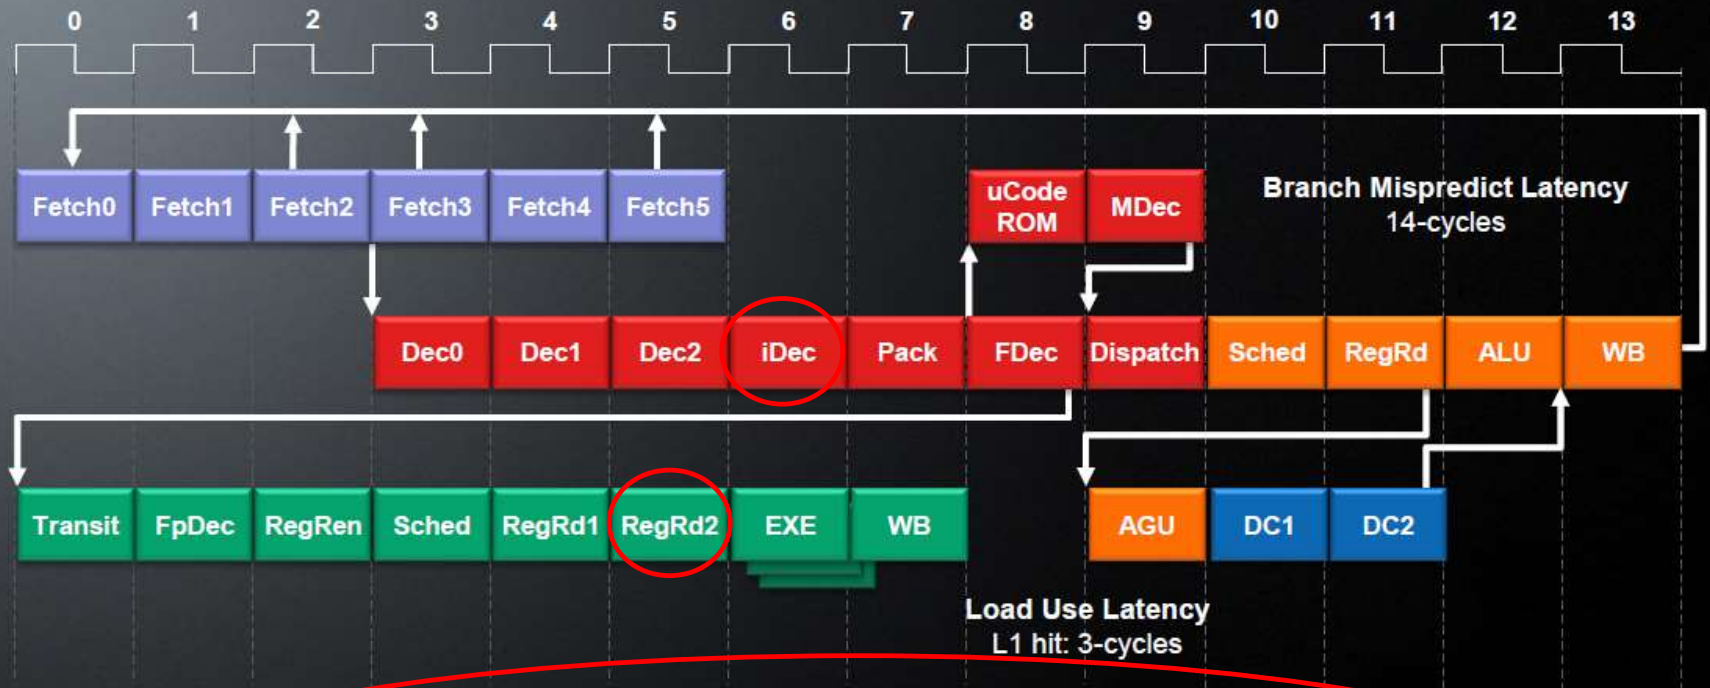 0 1 2 3 4 5 6 7 8 9 10 11 12 13
Fetch0 Fetch1 Fetch2 Fetch3 Fetch4 Fetch5
uCode
ROM
MDec
Branch Mispredict Latency
14-cycles
Dec0 Dec1 Dec2 iDec Pack FDec Dispatch Sched RegRd ALU WB
Transit FpDec RegRen Sched RegRd1 RegRd2 EXE WB
AGU DC1 DC2
Load Use Latency
L1 hit: 3-cycles